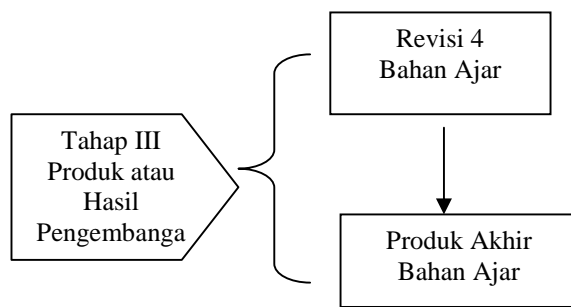 Tahap III
Produk atau
Hasil
Pengembanga
Revisi 4
Bahan Ajar
Produk Akhir
Bahan Ajar